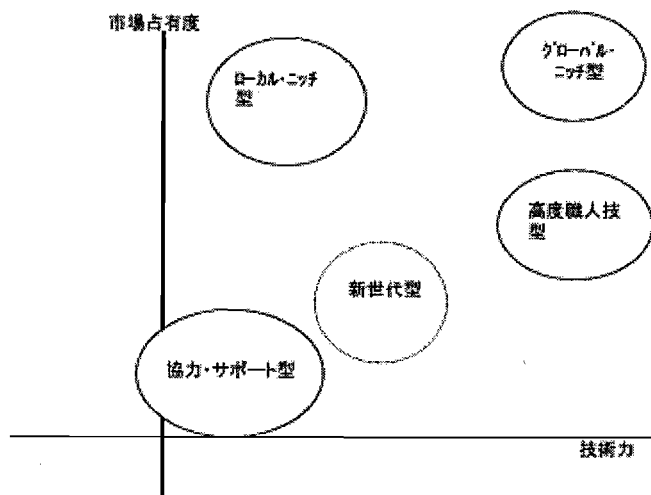 市場占有度
ローカル・ニッチ
型
グローバル・
ニッチ型
高度職人技
型
新世代型
協力・サポート型
技術力